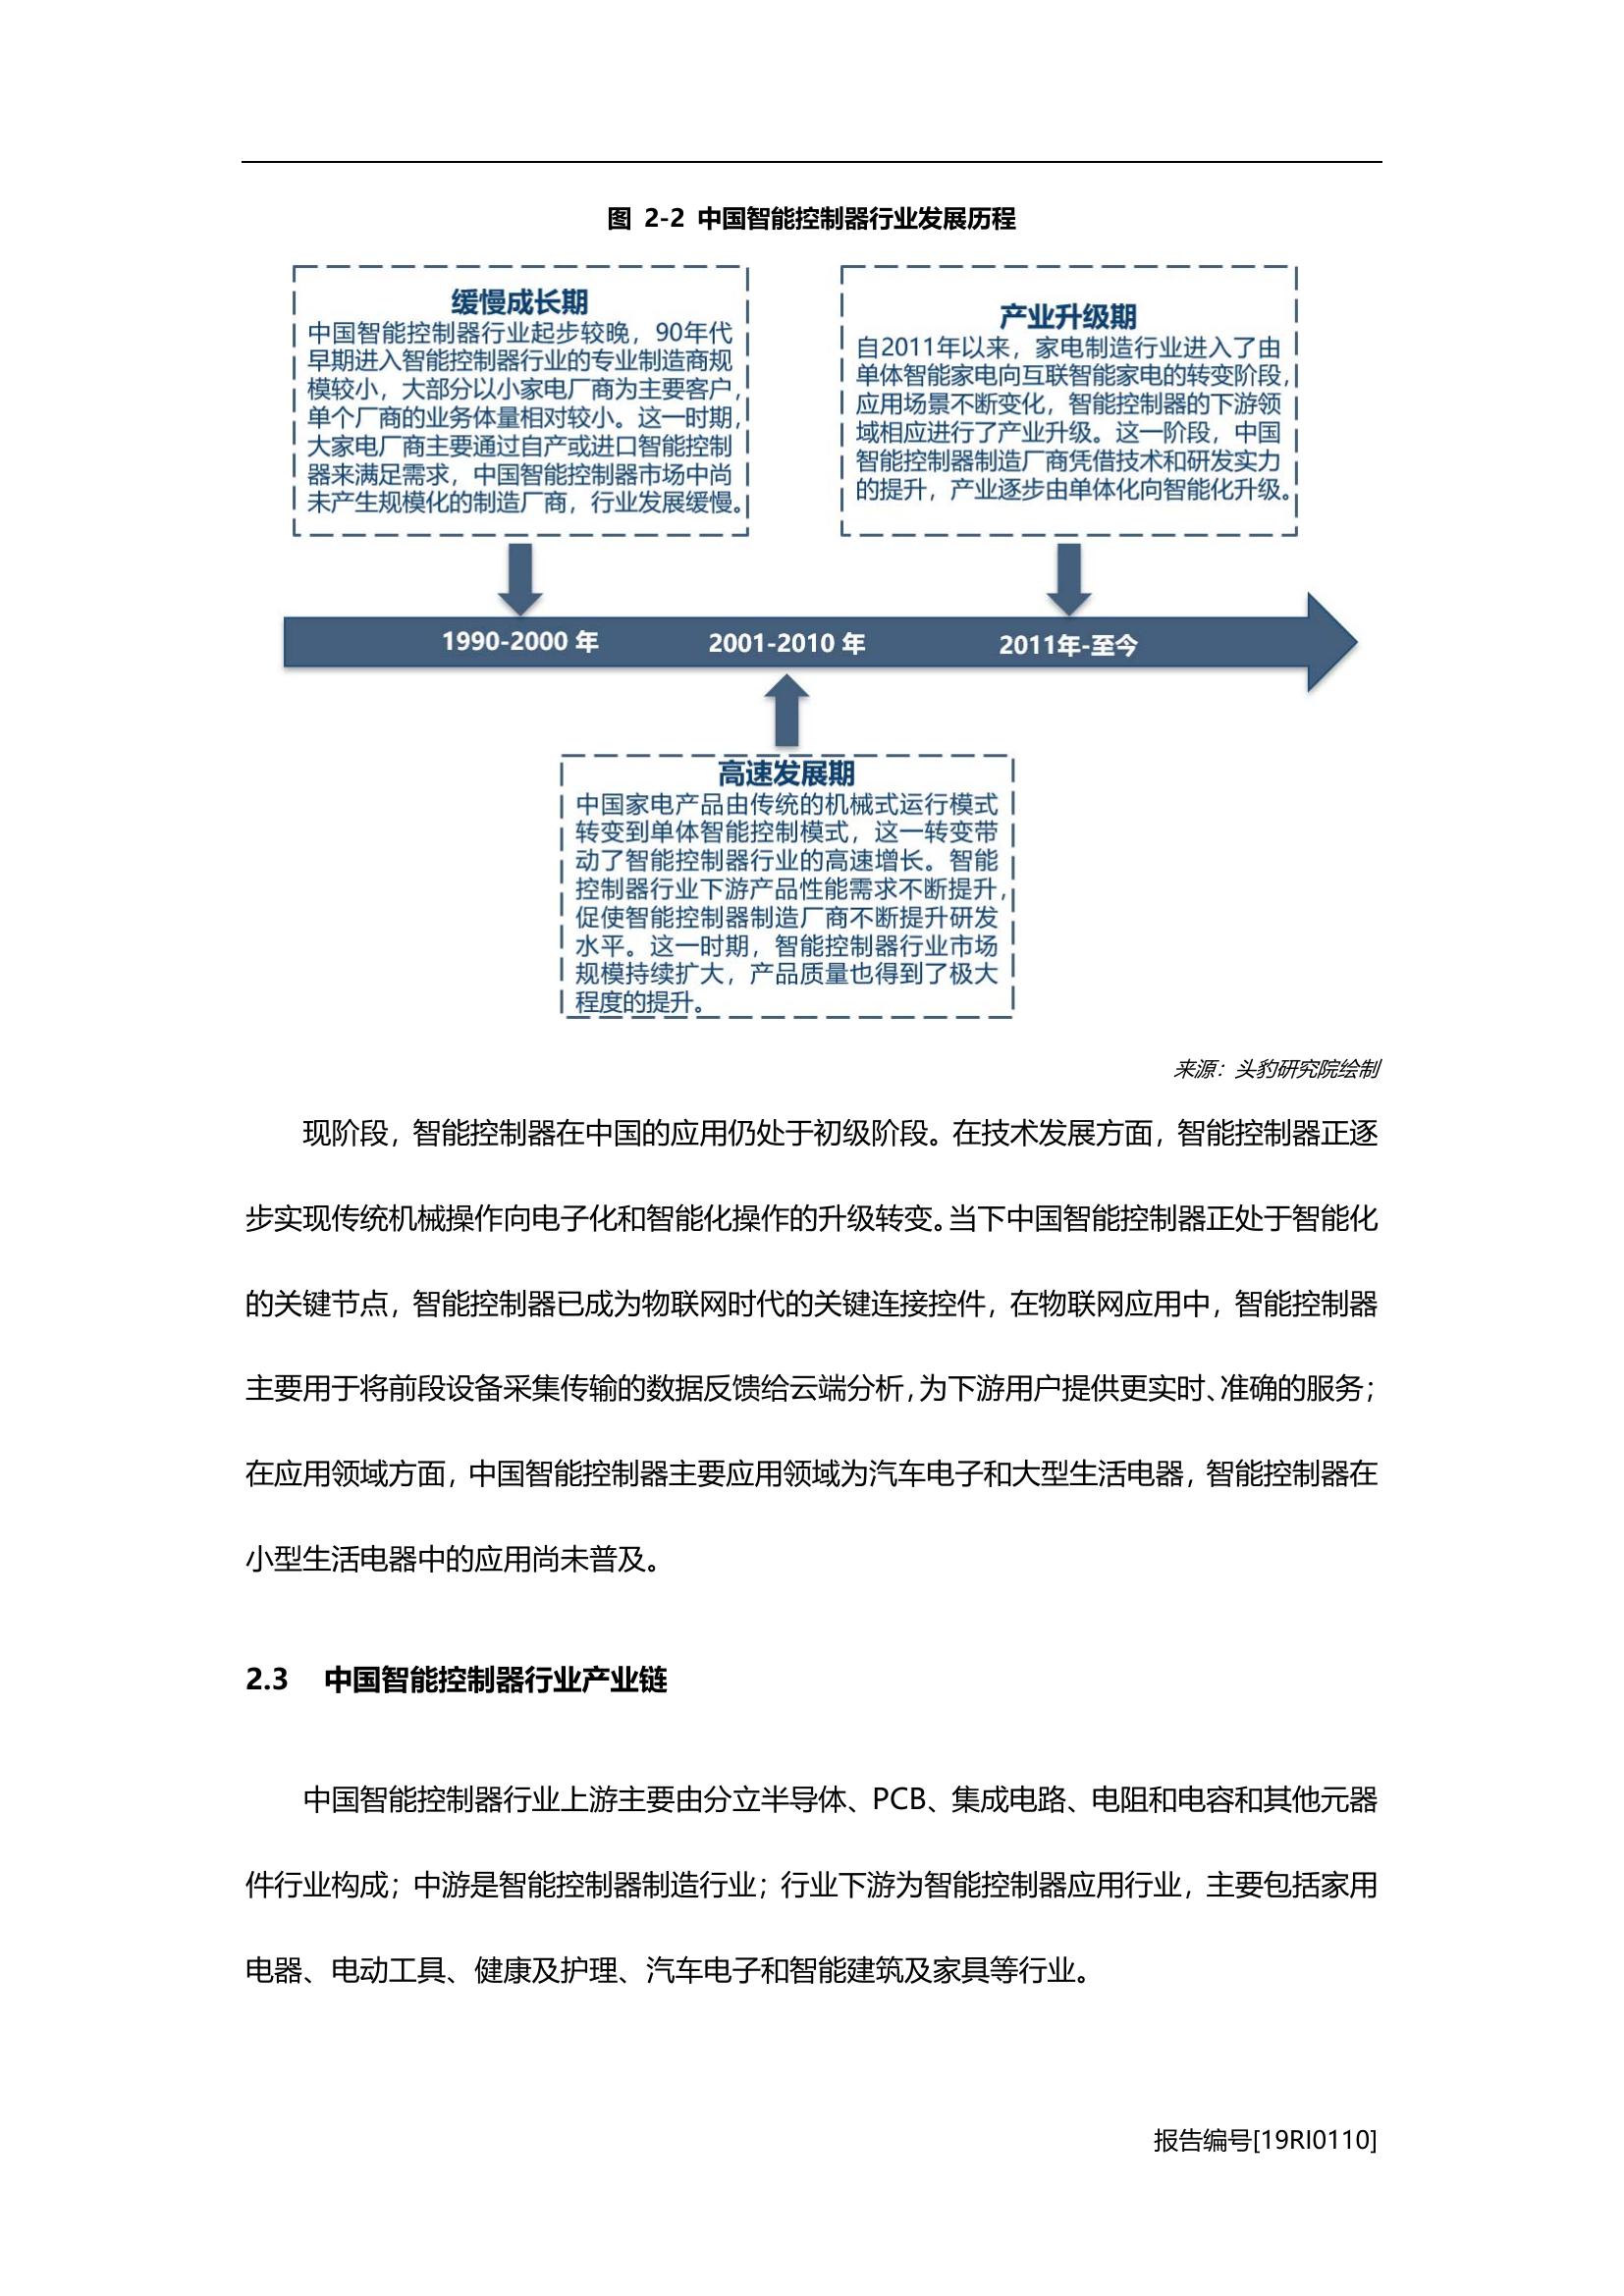 图 2-2 中国智能控制器行业发展历程
缓慢成长期
中国智能控制器行业起步较晚，90年代
早期进入智能控制器行业的专业制造商规
模较小，大部分以小家电厂商为主要客户，
单个厂商的业务体量相对较小。这一时期，
大家电厂商主要通过自产或进口智能控制
器来满足需求，中国智能控制器市场中尚
未产生规模化的制造厂商，行业发展缓慢。
产业升级期
自2011年以来，家电制造行业进入了由
单体智能家电向互联智能家电的转变阶段，
应用场景不断变化，智能控制器的下游领
域相应进行了产业升级。这一阶段，中国
智能控制器制造厂商凭借技术和研发实力
的提升，产业逐步由单体化向智能化升级。
1990-2000 年
2001-2010 年
2011年-至今
高速发展期
中国家电产品由传统的机械式运行模式
转变到单体智能控制模式，这一转变带
动了智能控制器行业的高速增长。智能
控制器行业下游产品性能需求不断提升，
促使智能控制器制造厂商不断提升研发
水平。这一时期，智能控制器行业市场
规模持续扩大，产品质量也得到了极大
程度的提升。
来源：头豹研究院绘制
现阶段，智能控制器在中国的应用仍处于初级阶段。在技术发展方面，智能控制器正逐
步实现传统机械操作向电子化和智能化操作的升级转变。当下中国智能控制器正处于智能化
的关键节点，智能控制器已成为物联网时代的关键连接控件，在物联网应用中，智能控制器
主要用于将前段设备采集传输的数据反馈给云端分析，为下游用户提供更实时、准确的服务；
在应用领域方面，中国智能控制器主要应用领域为汽车电子和大型生活电器，智能控制器在
小型生活电器中的应用尚未普及。
2.3 中国智能控制器行业产业链
中国智能控制器行业上游主要由分立半导体、PCB、集成电路、电阻和电容和其他元器
件行业构成；中游是智能控制器制造行业；行业下游为智能控制器应用行业，主要包括家用
电器、电动工具、健康及护理、汽车电子和智能建筑及家具等行业。
报告编号[19RI0110]